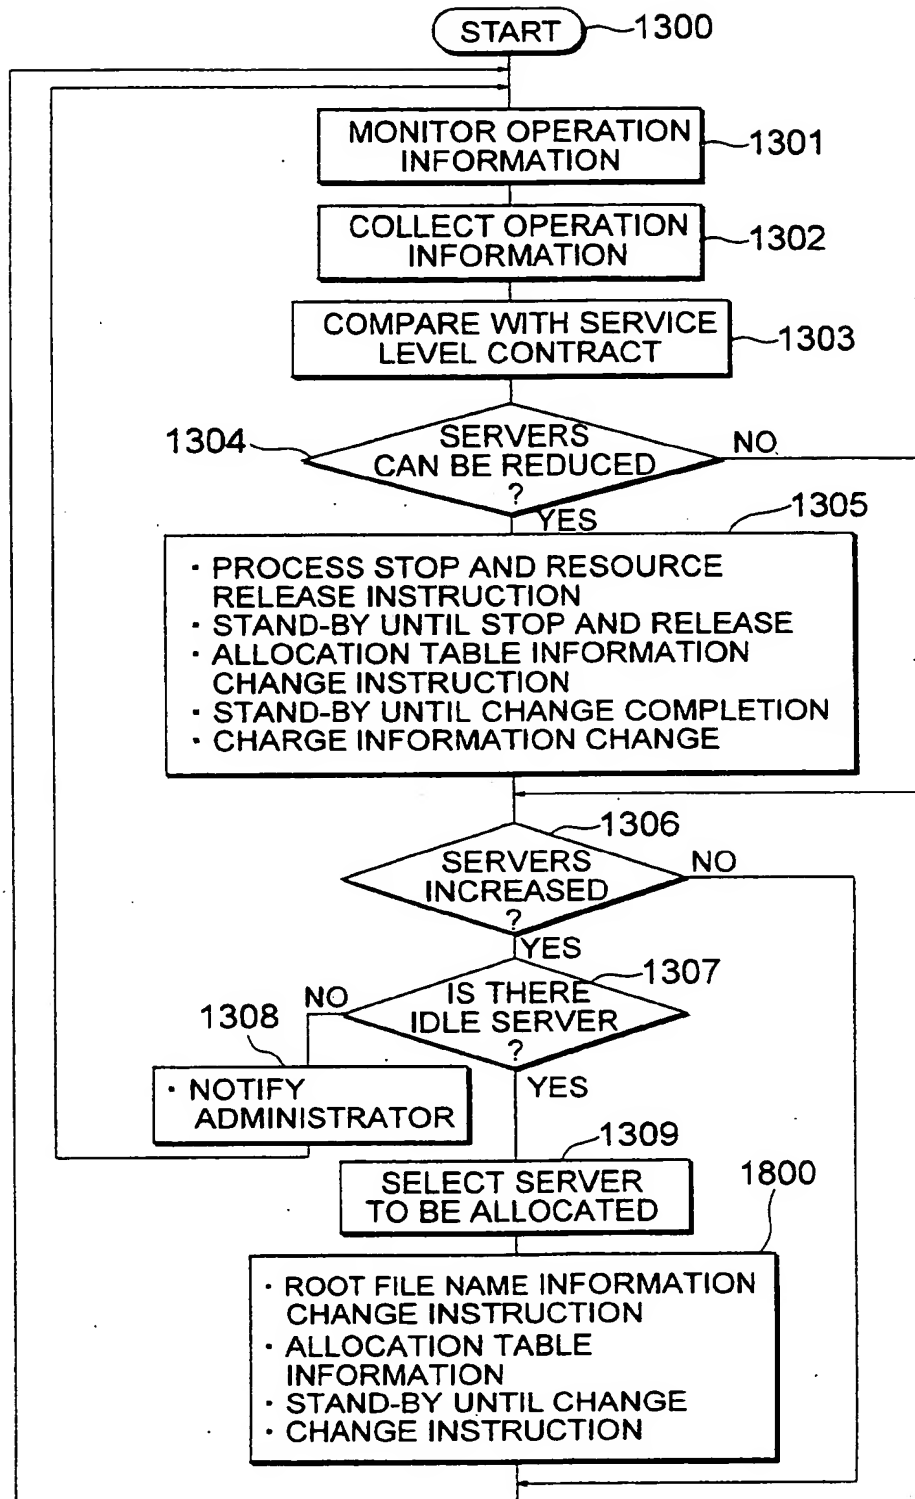 START
1300
MONITOR OPERATION
INFORMATION
1301
COLLECT OPERATION
INFORMATION
1302
COMPARE WITH SERVICE
LEVEL CONTRACT
1303
1304
SERVERS
CAN BE REDUCED
?
NO
YES
1305
· PROCESS STOP AND RESOURCE
RELEASE INSTRUCTION
· STAND-BY UNTIL STOP AND RELEASE
· ALLOCATION TABLE INFORMATION
CHANGE INSTRUCTION
· STAND-BY UNTIL CHANGE COMPLETION
· CHARGE INFORMATION CHANGE
1306
SERVERS
INCREASED
?
NO
YES
1307
IS THERE
IDLE SERVER
?
NO
YES
1308
· NOTIFY
ADMINISTRATOR
1309
SELECT SERVER
TO BE ALLOCATED
1800
· ROOT FILE NAME INFORMATION
CHANGE INSTRUCTION
· ALLOCATION TABLE
INFORMATION
· STAND-BY UNTIL CHANGE
· CHANGE INSTRUCTION